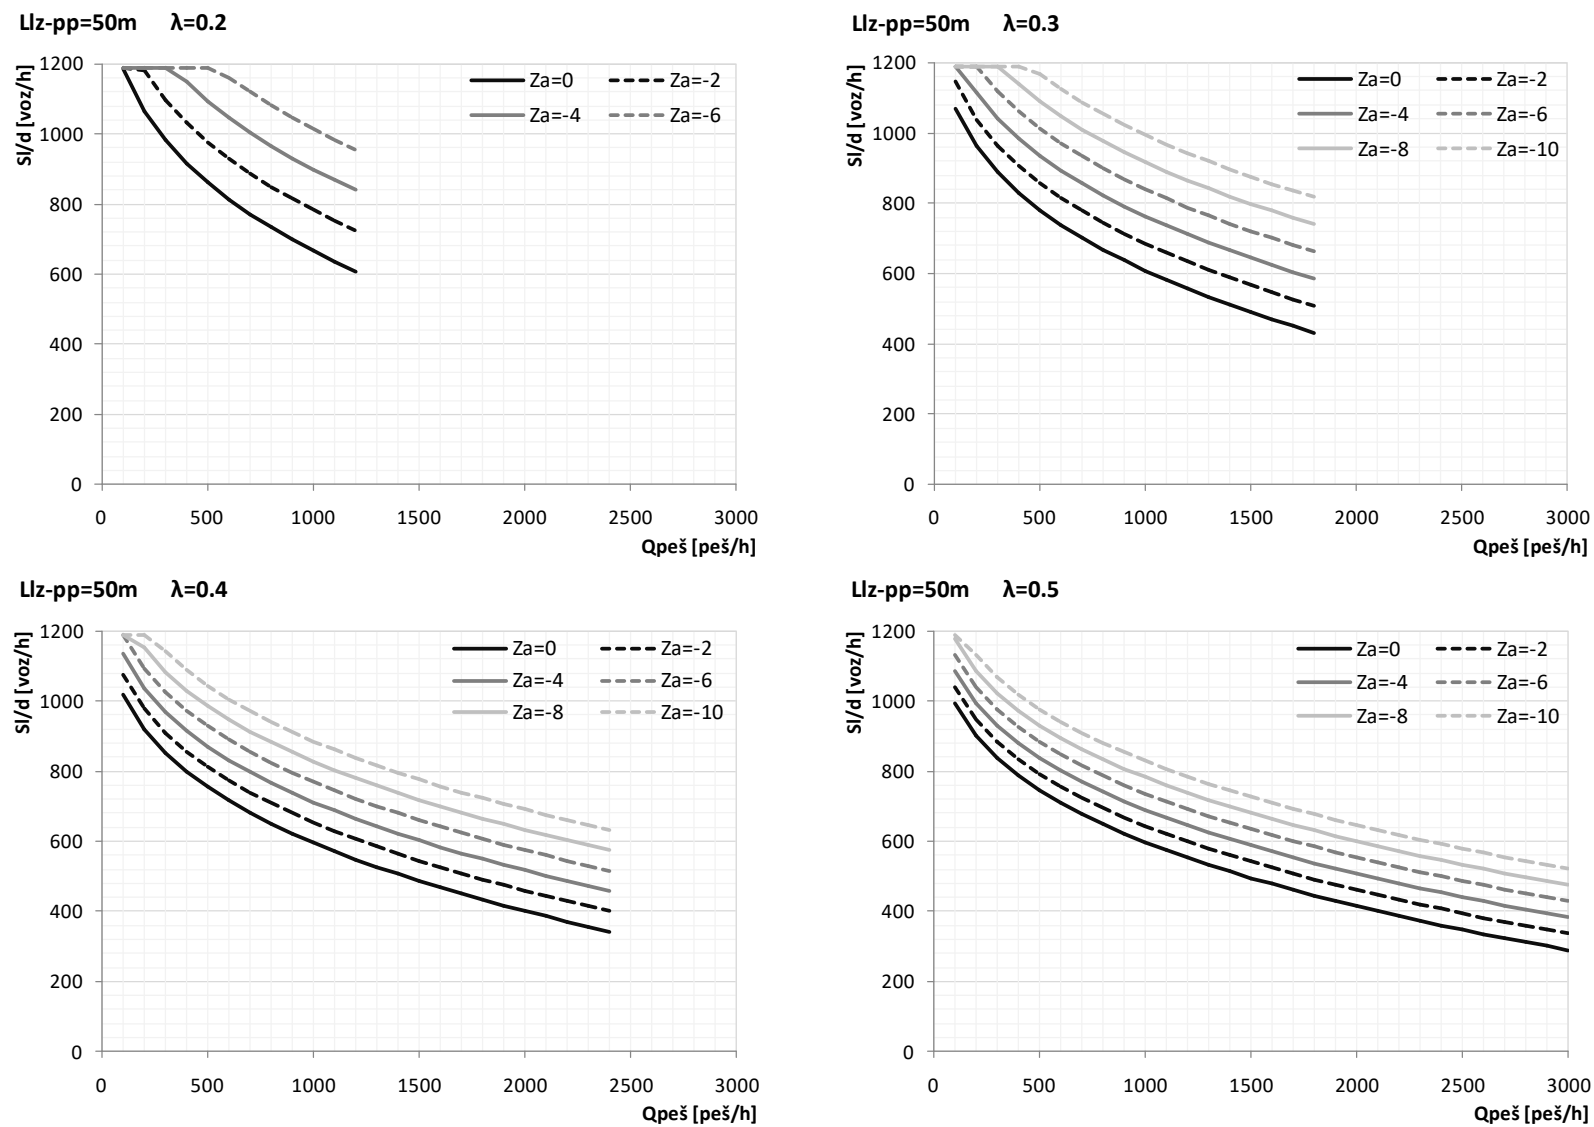 Llz-pp=50m λ=0.2
Sl/d [voz/h]
1200
1000
800
600
400
200
0
Za=0 Za=-2
Za=-4 Za=-6
0 500 1000 1500 2000 2500 3000
Qpeš [peš/h]
Llz-pp=50m λ=0.3
Sl/d [voz/h]
1200
1000
800
600
400
200
0
Za=0 Za=-2
Za=-4 Za=-6
Za=-8 Za=-10
0 500 1000 1500 2000 2500 3000
Qpeš [peš/h]
Llz-pp=50m λ=0.4
Sl/d [voz/h]
1200
1000
800
600
400
200
0
Za=0 Za=-2
Za=-4 Za=-6
Za=-8 Za=-10
0 500 1000 1500 2000 2500 3000
Qpeš [peš/h]
Llz-pp=50m λ=0.5
Sl/d [voz/h]
1200
1000
800
600
400
200
0
Za=0 Za=-2
Za=-4 Za=-6
Za=-8 Za=-10
0 500 1000 1500 2000 2500 3000
Qpeš [peš/h]